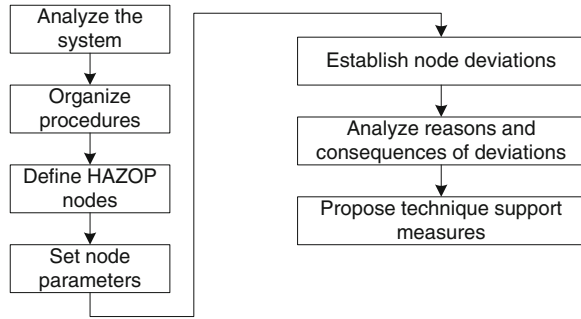 Analyze the
system
Organize
procedures
Define HAZOP
nodes
Set node
parameters
Establish node deviations
Analyze reasons and
consequences of deviations
Propose technique support
measures